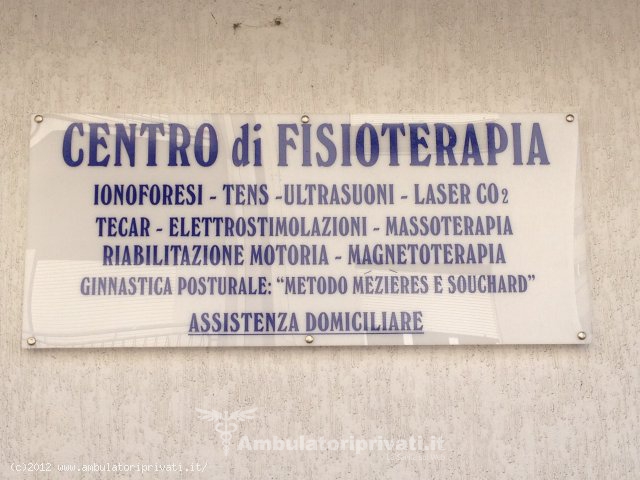 CENTRO di FISIOTERAPIA
IONOFORESI - TENS -ULTRASUONI - LASER CO2
TECAR - ELETTROSTIMOLAZIONI - MASSOTERAPIA
RIABILITAZIONE MOTORIA - MAGNETOTERAPIA
GINNASTICA POSTURALE: “METODO MEZIERES E SOUCHARD”
ASSISTENZA DOMICILIARE
Ambulatoriprivati.it
(c)2012 www.ambulatoriprivati.it/